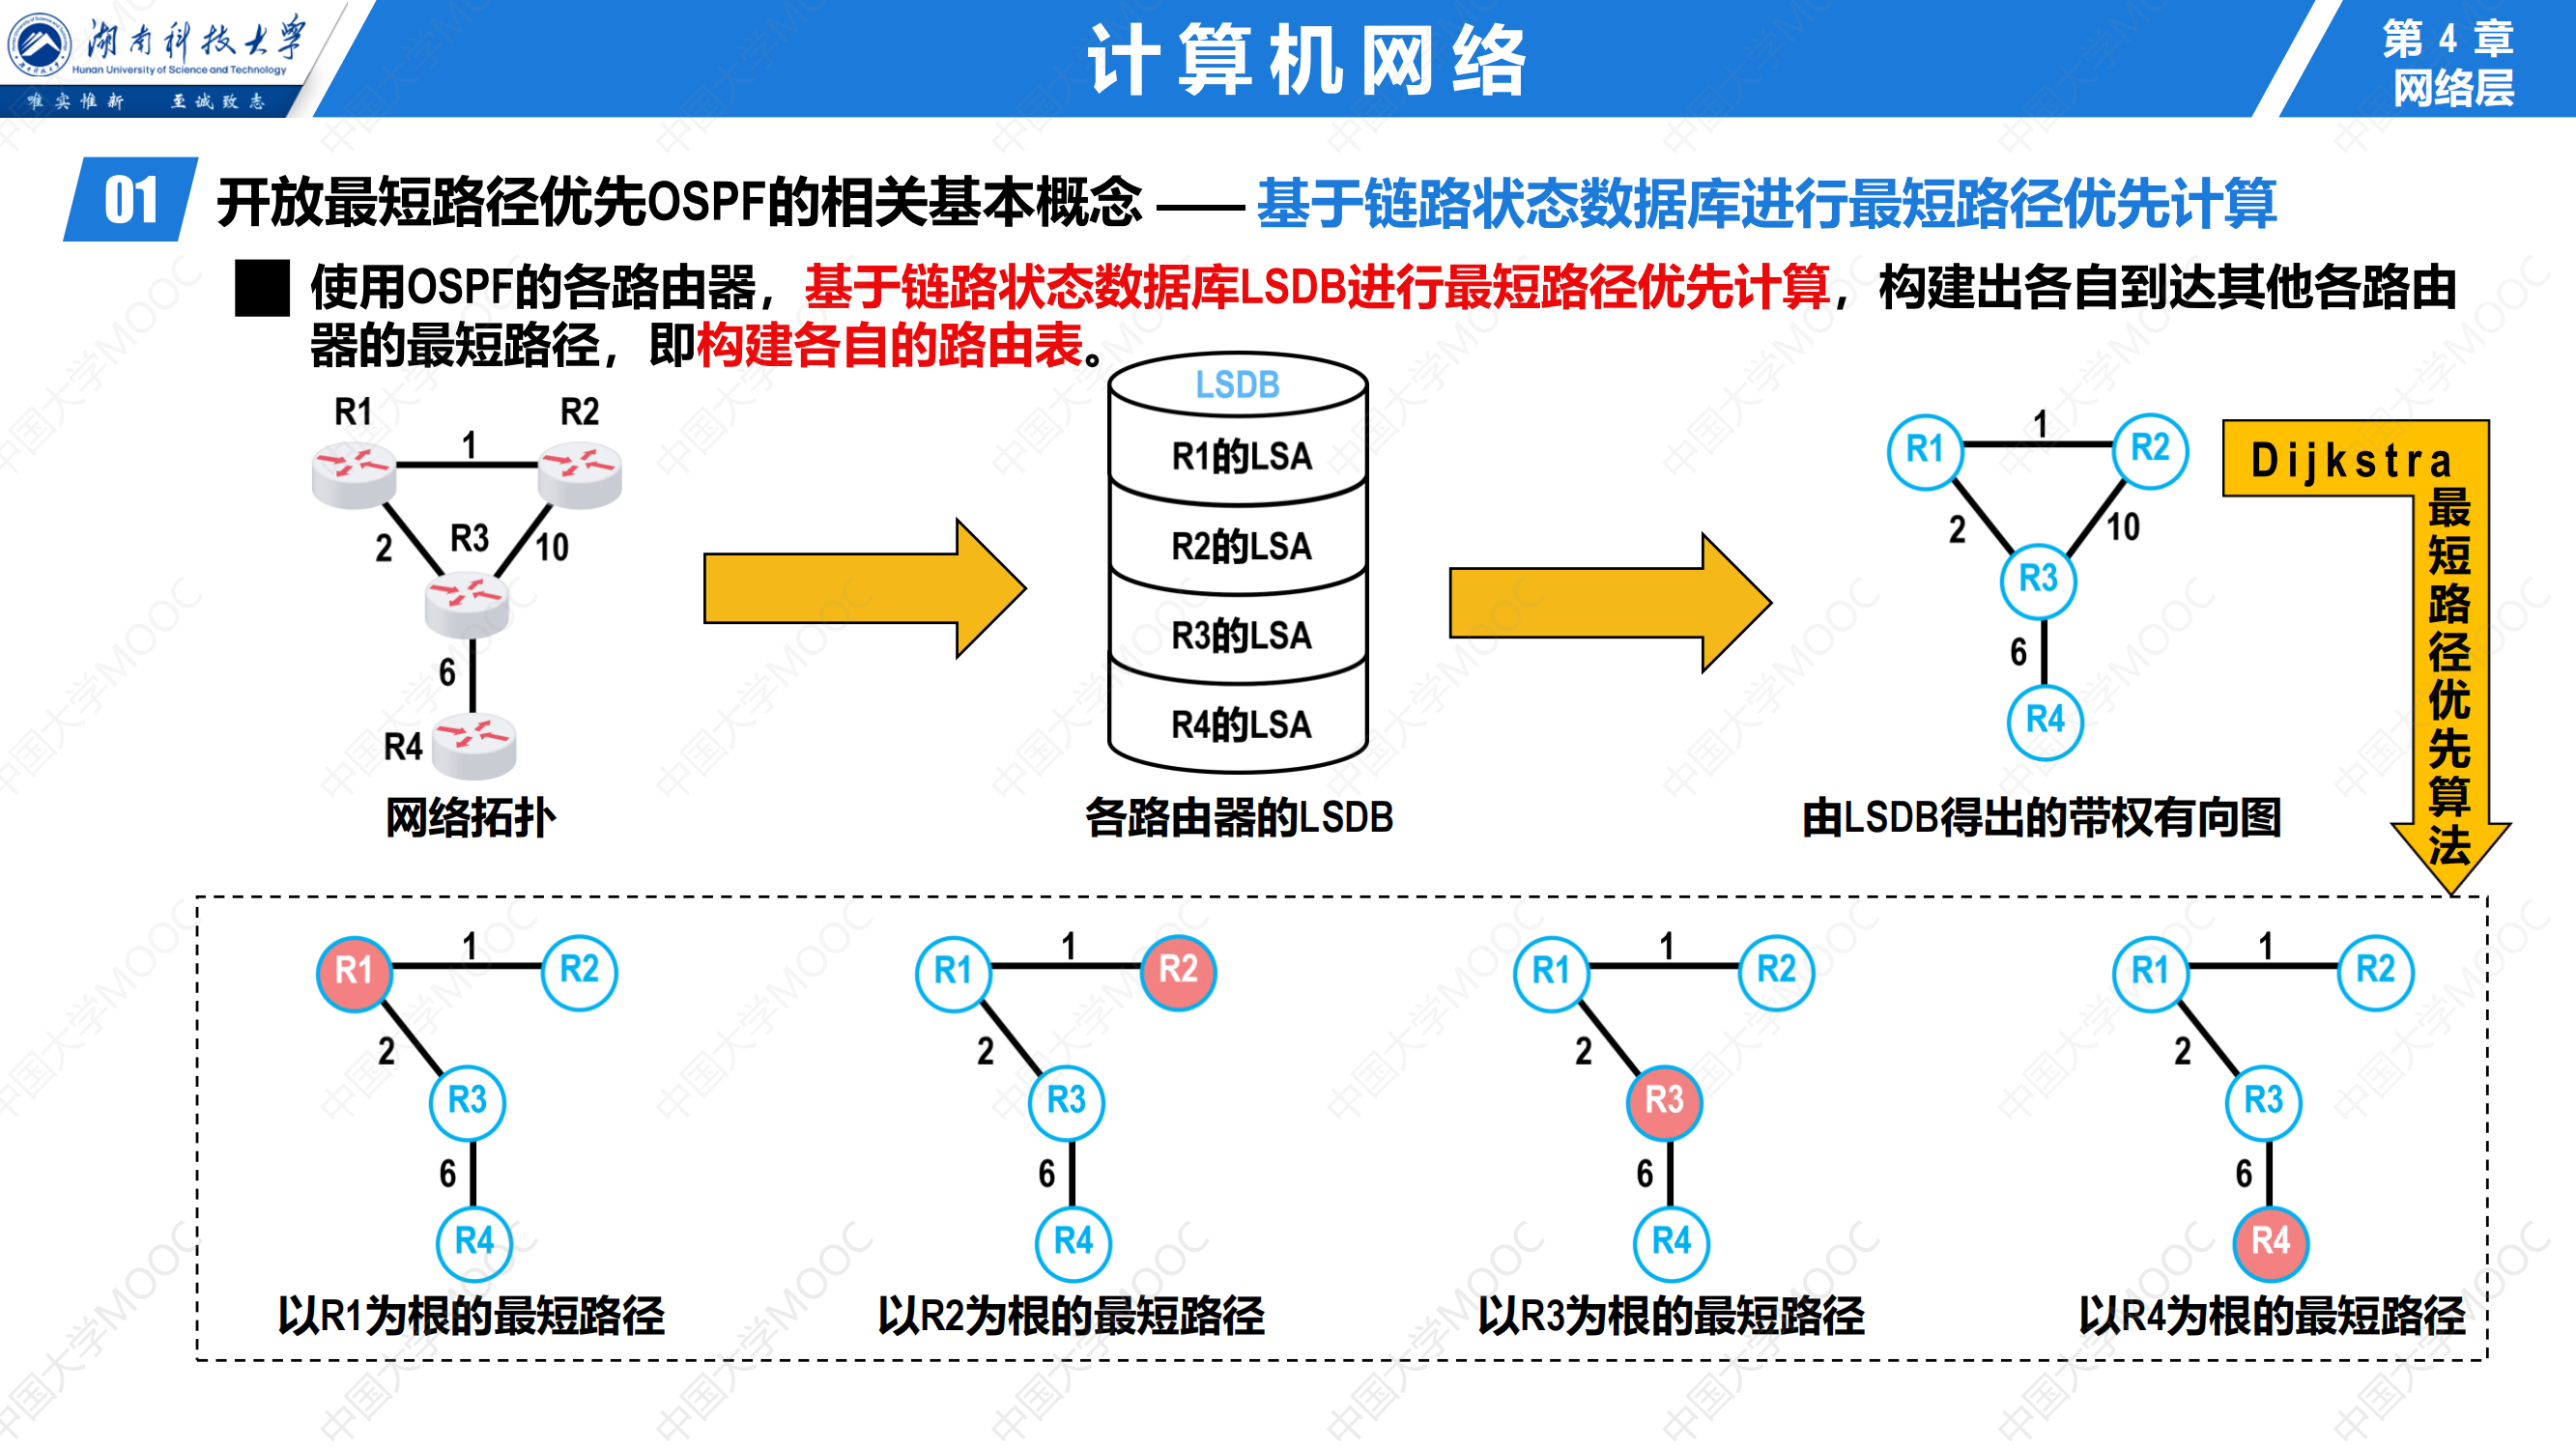 湖南科技大学
Hunan University of Science and Technology
唯实惟新 至诚致志
计算机网络
第 4 章
网络层
01 开放最短路径优先OSPF的相关基本概念 —— 基于链路状态数据库进行最短路径优先计算
使用OSPF的各路由器，基于链路状态数据库LSDB进行最短路径优先计算，构建出各自到达其他各路由
器的最短路径，即构建各自的路由表。
R1 R2
1
2 R3 10
6
R4
网络拓扑
LSDB
R1的LSA
R2的LSA
R3的LSA
R4的LSA
各路由器的LSDB
R1 1 R2
2 10
R3
6
R4
由LSDB得出的带权有向图
Dijkstra
最短路径优先算法
R1 1 R2
2
R3
6
R4
以R1为根的最短路径
R1 1 R2
2
R3
6
R4
以R2为根的最短路径
R1 1 R2
2
R3
6
R4
以R3为根的最短路径
R1 1 R2
2
R3
6
R4
以R4为根的最短路径
中国大学MOOC